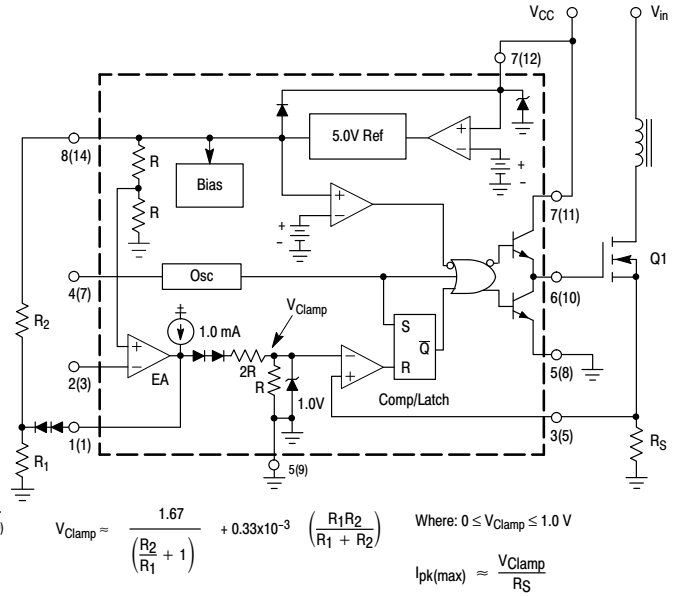 VCC
Vin
7(12)
5.0V Ref
+
−
+
−
8(14)
R
Bias
R
+
−
+
−
7(11)
Q1
4(7)
Osc
6(10)
VClamp
R2
1.0 mA
S
Q̅
R
+
−
EA
2R
R
1.0V
−
+
Comp/Latch
5(8)
2(3)
1(1)
3(5)
R1
5(9)
RS
)
VClamp ≈ 1.67 / (R2/R1 + 1) + 0.33x10−3 (R1R2 / R1 + R2) Where: 0 ≤ VClamp ≤ 1.0 V
Ipk(max) ≈ VClamp / RS